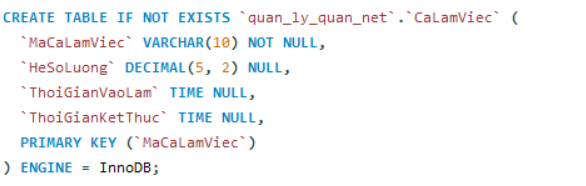 CREATE TABLE IF NOT EXISTS `quan_ly_quan_net`.`CaLamViec` (
  `MaCaLamViec` VARCHAR(10) NOT NULL,
  `HeSoLuong` DECIMAL(5, 2) NULL,
  `ThoiGianVaoLam` TIME NULL,
  `ThoiGianKetThuc` TIME NULL,
  PRIMARY KEY (`MaCaLamViec`)
) ENGINE = InnoDB;